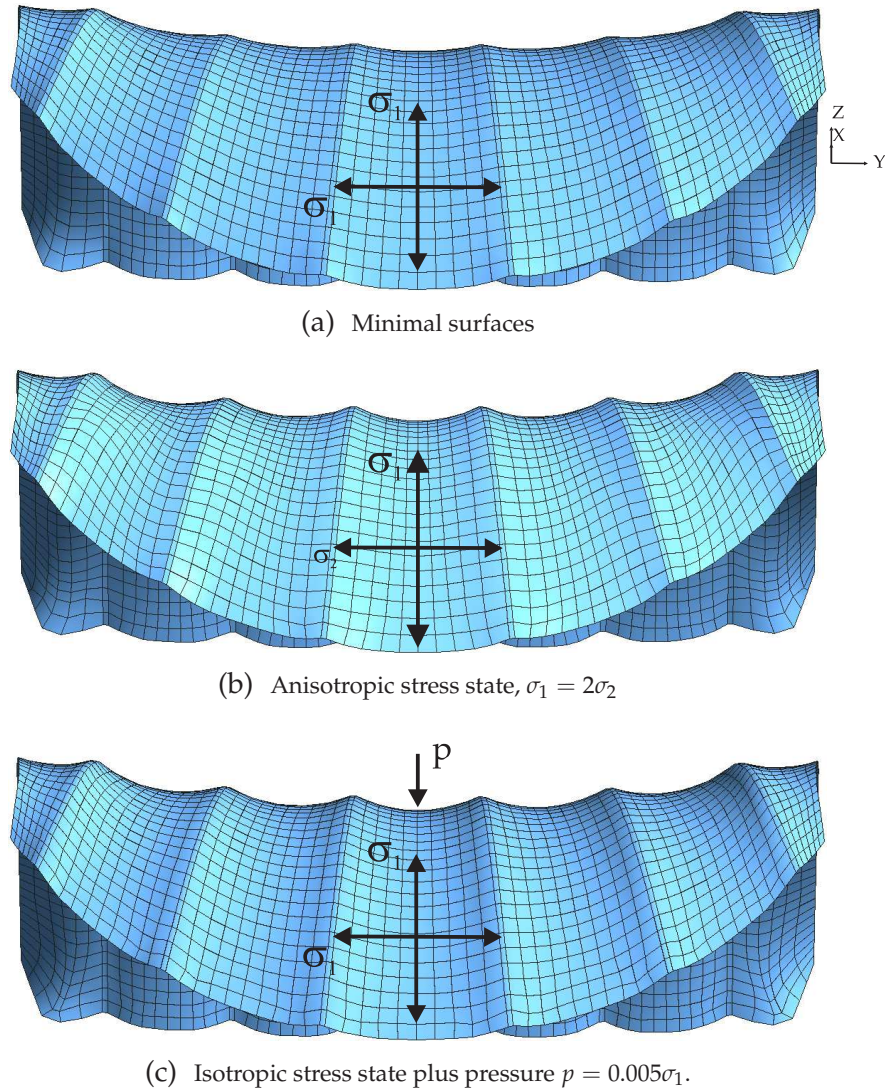 σ₁
Z
X
Y
σ₁
(a) Minimal surfaces
σ₁
σ₂
(b) Anisotropic stress state, σ₁ = 2σ₂
p
σ₁
σ₁
(c) Isotropic stress state plus pressure p = 0.005σ₁.